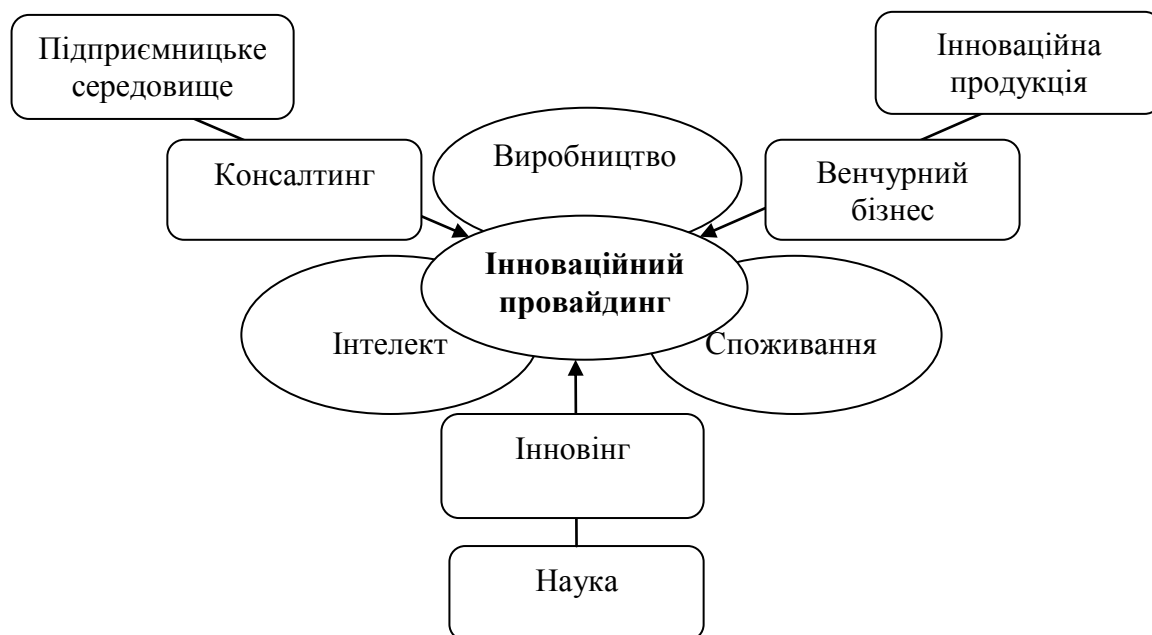 Підприємницьке
середовище
Інноваційна
продукція
Виробництво
Консалтинг
Венчурний
бізнес
Інноваційний
провайдинг
Інтелект
Споживання
Інновінг
Наука